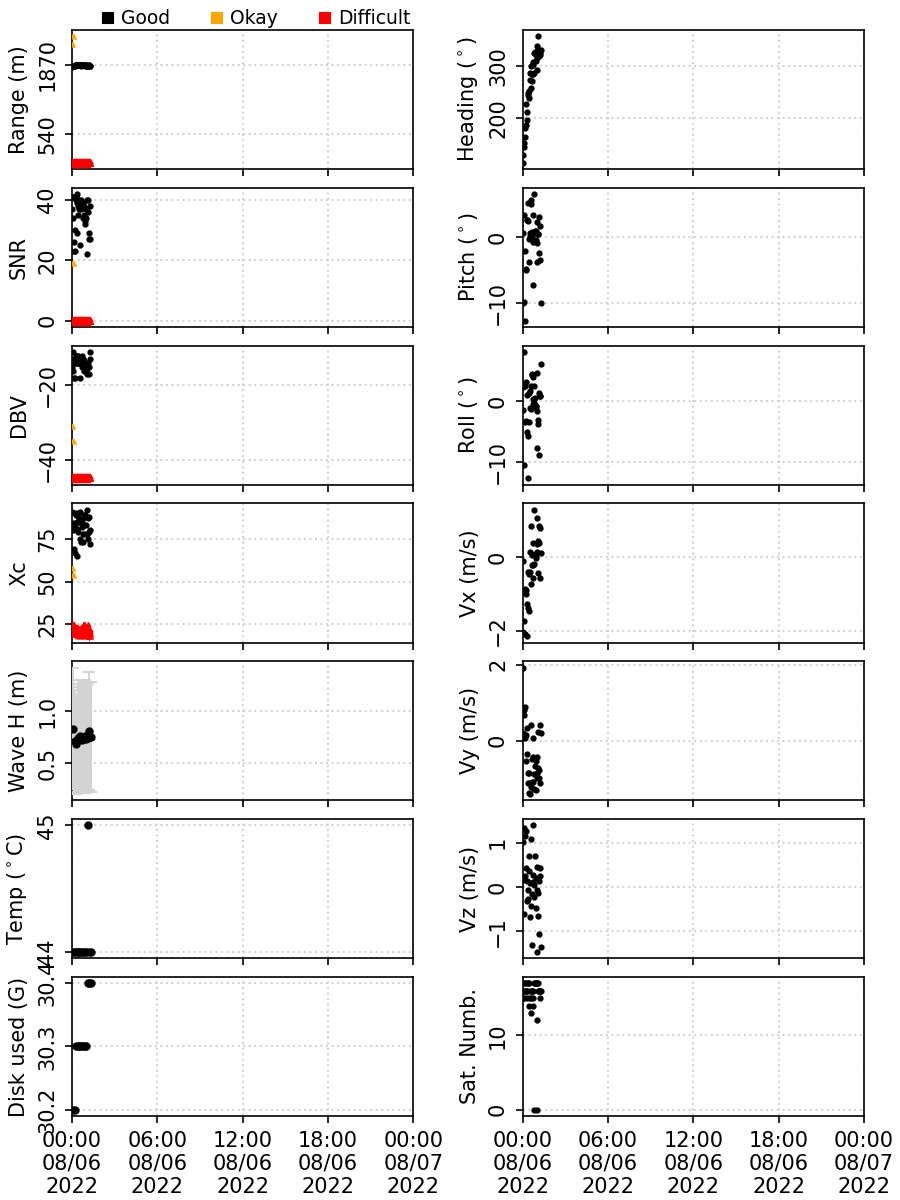 Good Okay Difficult
Range (m)
1870
540
Heading (°)
300
200
SNR
40
20
0
Pitch (°)
0
−10
DBV
−20
−40
Roll (°)
0
−10
Xc
75
50
25
Vx (m/s)
0
−2
Wave H (m)
1.0
0.5
Vy (m/s)
2
0
Temp (°C)
45
44
Vz (m/s)
1
0
−1
Disk used (G)
30.4
30.3
30.2
Sat. Numb.
10
0
00:00 06:00 12:00 18:00 00:00
08/06 08/06 08/06 08/06 08/07
2022 2022 2022 2022 2022
00:00 06:00 12:00 18:00 00:00
08/06 08/06 08/06 08/06 08/07
2022 2022 2022 2022 2022